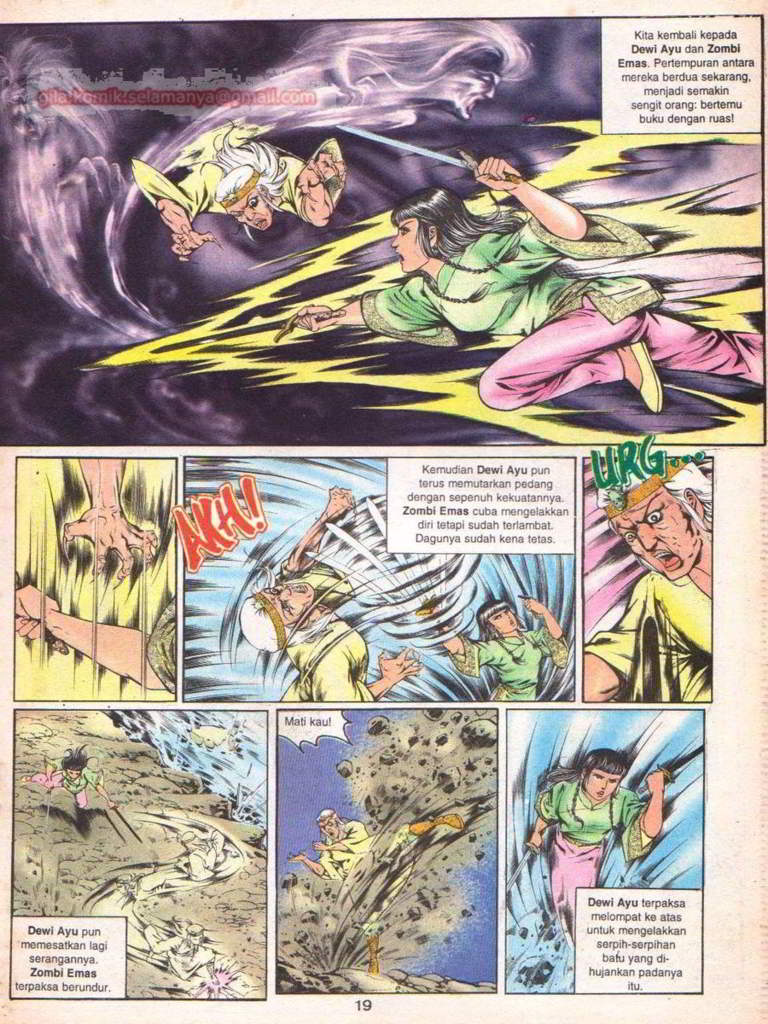 Kita kembali kepada
Dewi Ayu dan Zombi
Emas. Pertempuran antara
mereka berdua sekarang,
menjadi semakin
sengit orang: bertemu
buku dengan ruas!
gila.komik.selamanya@gmail.com
AKH!
Kemudian Dewi Ayu pun
terus memutarkan pedang
dengan sepenuh kekuatannya.
Zombi Emas cuba mengelakkan
diri tetapi sudah terlambat.
Dagunya sudah kena tetas.
URG...
Dewi Ayu pun
memesatkan lagi
serangannya.
Zombi Emas
terpaksa berundur.
Mati kau!
Dewi Ayu terpaksa
melompat ke atas
untuk mengelakkan
serpih-serpihan
batu yang di-
hujankan padanya
itu.
19